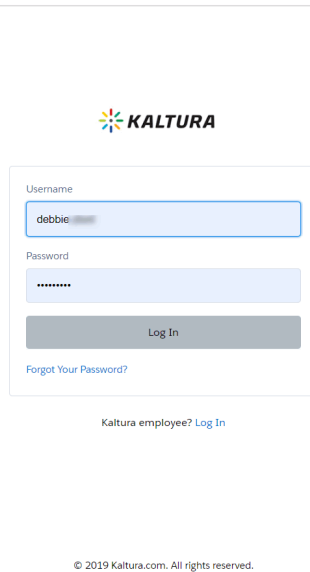 KALTURA
Username
debbie
Password
•••••••••
Log In
Forgot Your Password?
Kaltura employee? Log In
© 2019 Kaltura.com. All rights reserved.